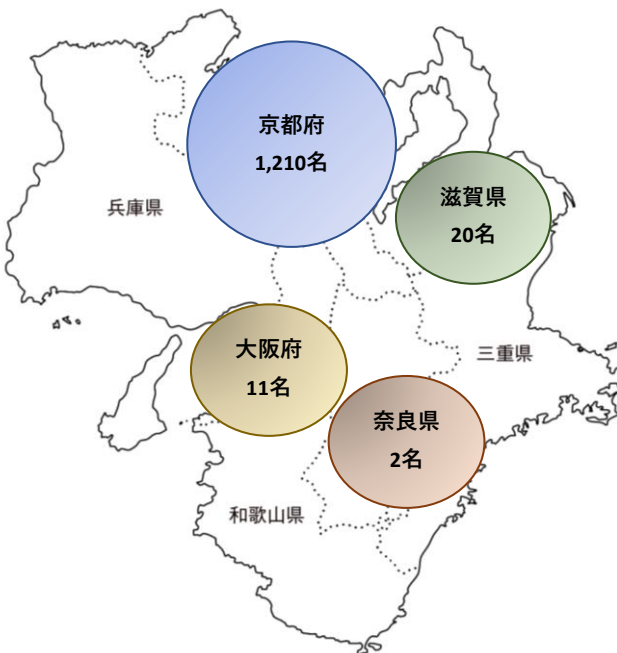 京都府
1,210名
滋賀県
20名
兵庫県
大阪府
11名
三重県
奈良県
2名
和歌山県